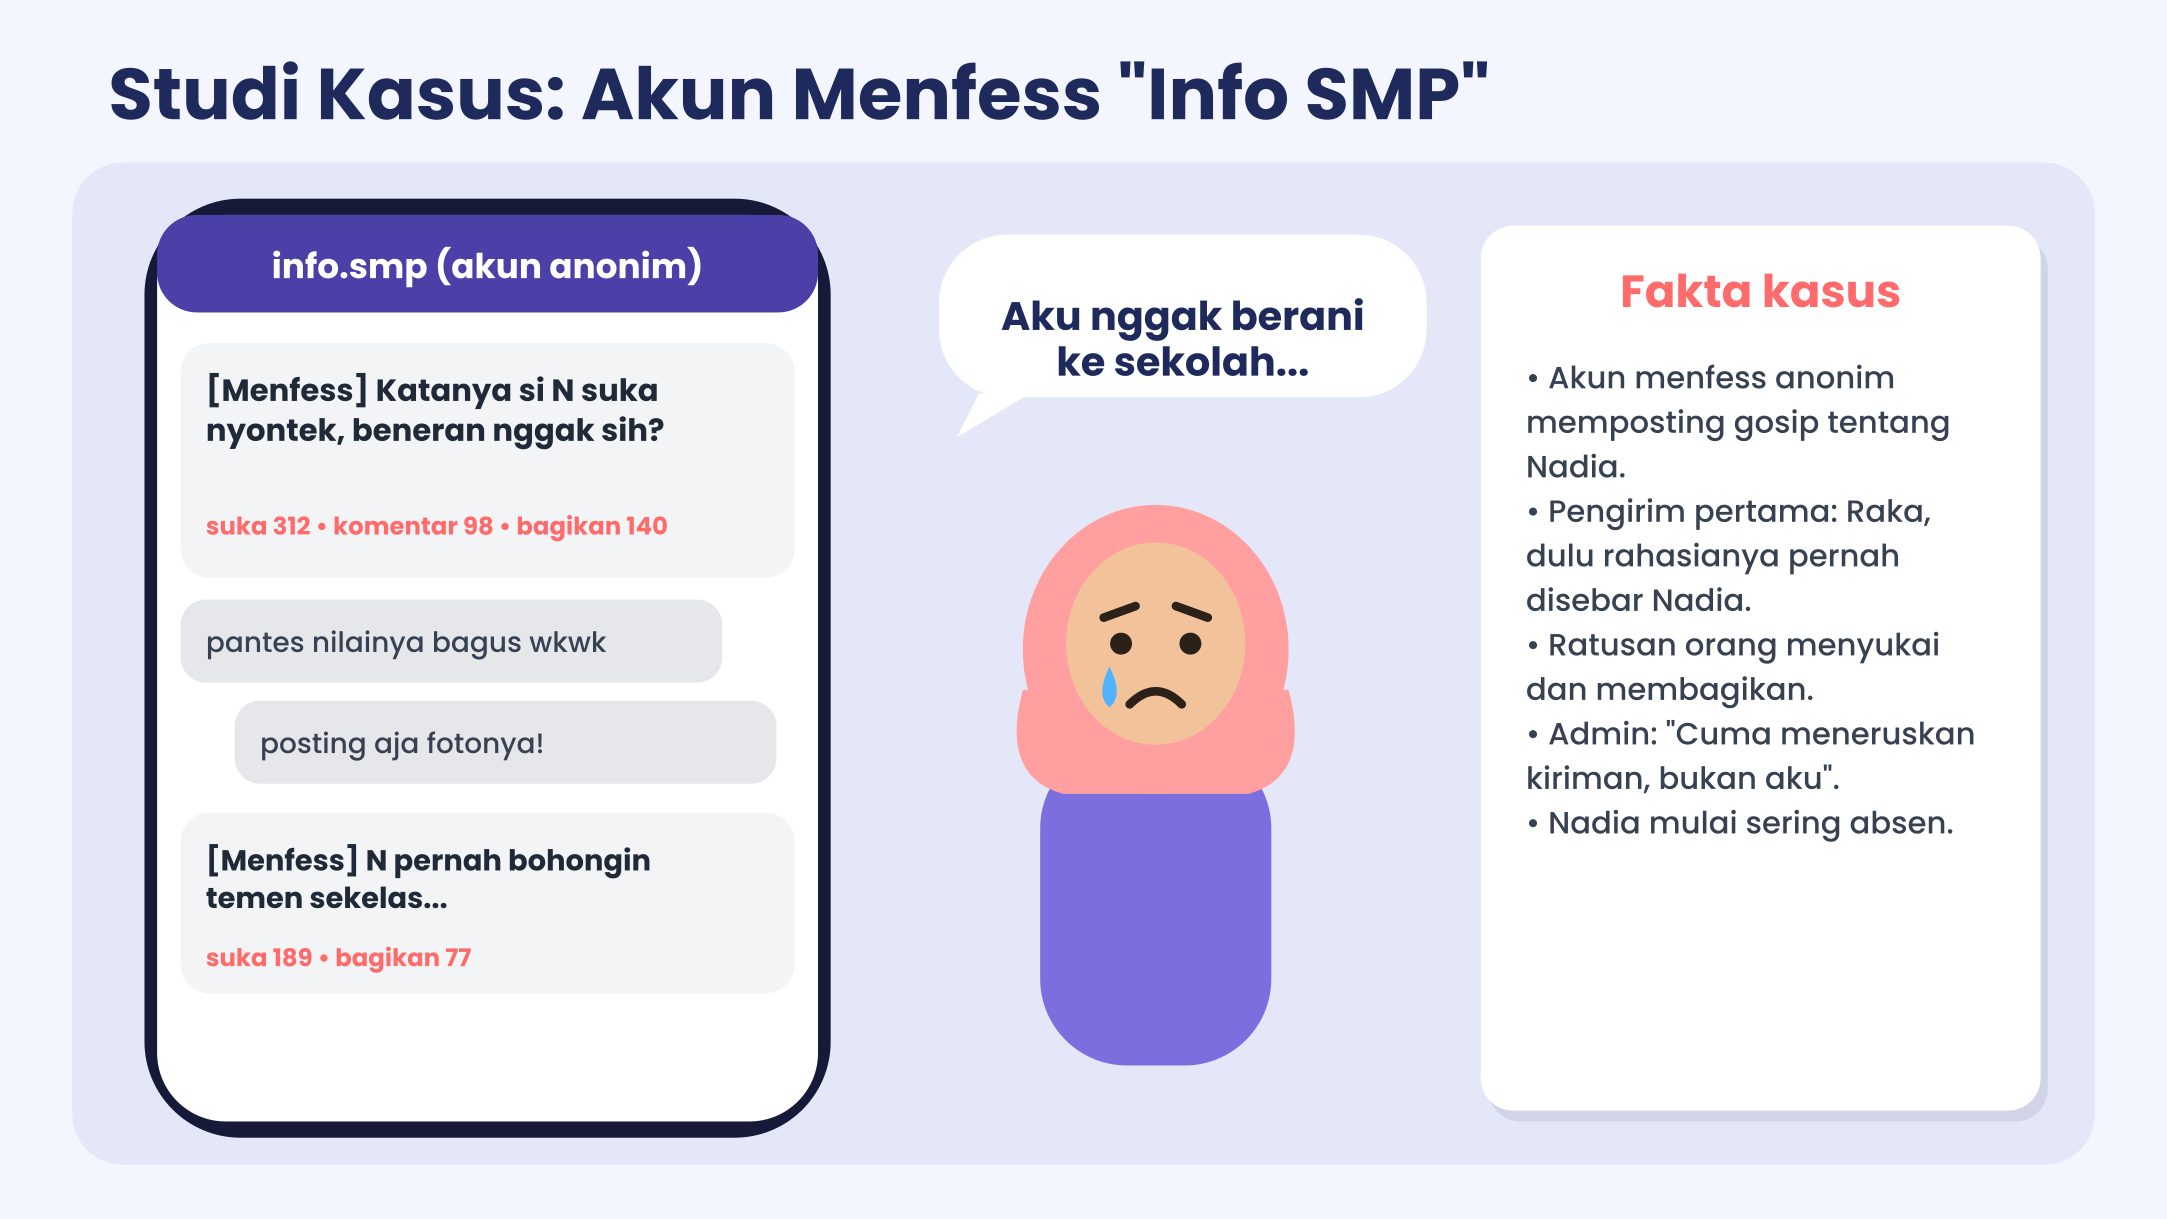 Studi Kasus: Akun Menfess "Info SMP"
info.smp (akun anonim)
[Menfess] Katanya si N suka
nyontek, beneran nggak sih?
suka 312 • komentar 98 • bagikan 140
pantes nilainya bagus wkwk
posting aja fotonya!
[Menfess] N pernah bohongin
temen sekelas...
suka 189 • bagikan 77
Aku nggak berani
ke sekolah...
Fakta kasus
• Akun menfess anonim
memposting gosip tentang
Nadia.
• Pengirim pertama: Raka,
dulu rahasianya pernah
disebar Nadia.
• Ratusan orang menyukai
dan membagikan.
• Admin: "Cuma meneruskan
kiriman, bukan aku".
• Nadia mulai sering absen.